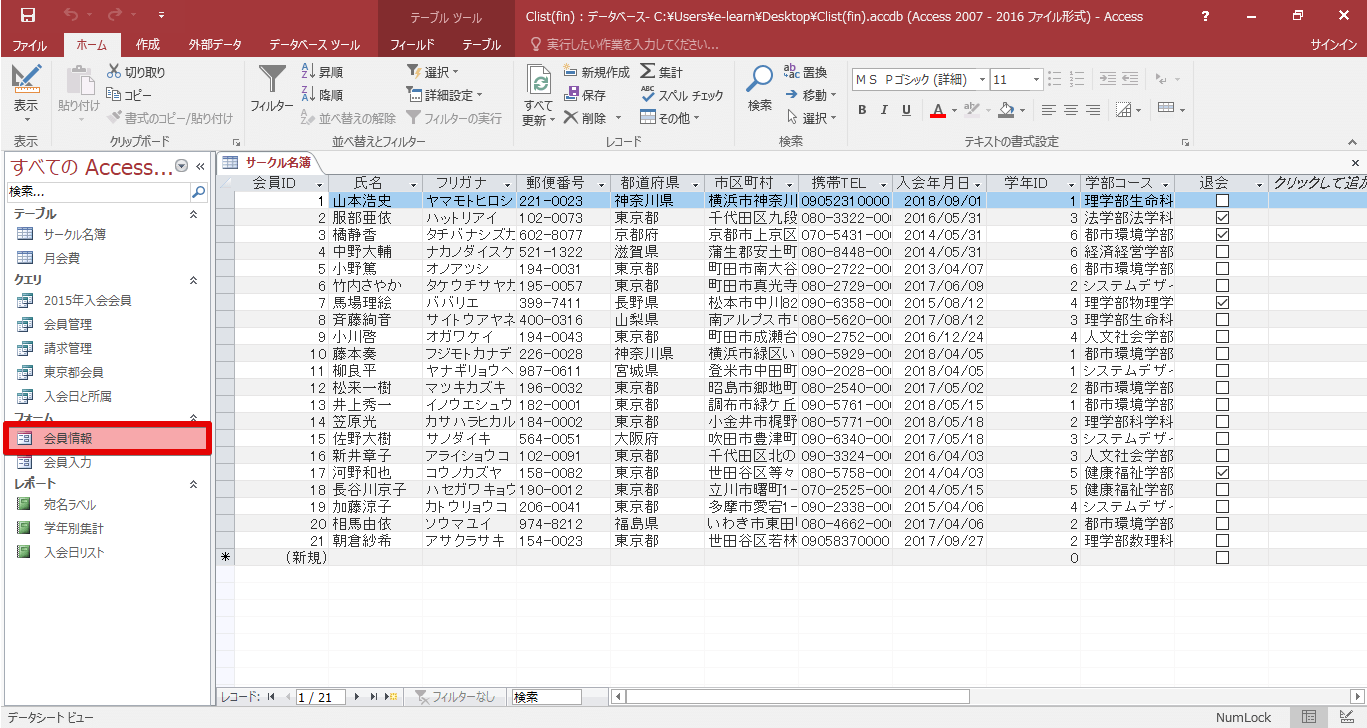 テーブル ツール
Clist(fin) : データベース- C:¥Users¥e-learn¥Desktop¥Clist(fin).accdb (Access 2007 - 2016 ファイル形式) - Access
?
ファイル ホーム 作成 外部データ データベース ツール フィールド テーブル 実行したい作業を入力してください... サインイン
表示
表示
貼り付け
切り取り
コピー
書式のコピー/貼り付け
クリップボード
フィルター
昇順
降順
並べ替えの解除
選択
詳細設定
フィルターの実行
並べ替えとフィルター
すべて
更新
新規作成
保存
削除
集計
スペル チェック
その他
レコード
検索
置換
移動
選択
検索
MS Pゴシック (詳細) 11
B I U A
テキストの書式設定
すべての Access...
検索...
テーブル
サークル名簿
月会費
クエリ
2015年入会会員
会員管理
請求管理
東京都会員
入会日と所属
フォーム
会員情報
会員入力
レポート
宛名ラベル
学年別集計
入会日リスト
サークル名簿
会員ID 氏名 フリガナ 郵便番号 都道府県 市区町村 携帯TEL 入会年月日 学年ID 学部コース 退会 クリックして追加
1 山本浩史 ヤマモトヒロシ 221-0023 神奈川県 横浜市神奈川 09052310000 2018/09/01 1 理学部生命科
2 服部亜依 ハットリアイ 102-0073 東京都 千代田区九段 080-3322-00 2016/05/31 3 法学部法学科
3 橘静香 タチバナシズカ 602-8077 京都府 京都市上京区 070-5431-00 2014/05/31 6 都市環境学部
4 中野大輔 ナカノダイスケ 521-1322 滋賀県 蒲生郡安土町 080-8448-00 2014/05/31 6 経済経営学部
5 小野篤 オノアツシ 194-0031 東京都 町田市南大谷 090-2722-00 2013/04/07 6 都市環境学部
6 竹内さやか タケウチサヤカ 195-0057 東京都 町田市真光寺 090-2729-00 2017/06/09 2 システムデザイ
7 馬場理絵 ババリエ 399-7411 長野県 松本市中川82 090-6358-00 2015/08/12 4 理学部物理学
8 斉藤絢音 サイトウアヤネ 400-0316 山梨県 南アルプス市 080-5620-00 2017/08/12 3 理学部生命科
9 小川啓 オガワケイ 194-0043 東京都 町田市成瀬台 090-2752-00 2016/12/24 4 人文社会学部
10 藤本奏 フジモトカナデ 226-0028 神奈川県 横浜市緑区い 090-5929-00 2018/04/05 1 都市環境学部
11 柳良平 ヤナギリョウヘ 987-0611 宮城県 登米市中田町 090-2028-00 2018/04/05 1 システムデザイ
12 松来一樹 マツキカズキ 196-0032 東京都 昭島市郷地町 080-2540-00 2017/05/02 2 都市環境学部
13 井上秀一 イノウエシュウ 182-0001 東京都 調布市緑ケ丘 090-5761-00 2018/05/15 1 都市環境学部
14 笠原光 カサハラヒカル 184-0002 東京都 小金井市梶野 080-5771-00 2018/05/18 2 理学部科学科
15 佐野大樹 サノダイキ 564-0051 大阪府 吹田市豊津町 090-6340-00 2017/05/17 3 システムデザイ
16 新井章子 アライショウコ 102-0091 東京都 千代田区北の 090-3324-00 2016/04/03 3 人文社会学部
17 河野和也 コウノカズヤ 158-0082 東京都 世田谷区等々 080-5758-00 2014/04/03 5 健康福祉学部
18 長谷川京子 ハセガワキョウ 190-0012 東京都 立川市曙町1- 070-2525-00 2014/05/15 5 健康福祉学部
19 加藤涼子 カトウリョウコ 206-0041 東京都 多摩市愛宕1- 090-2338-00 2015/04/06 4 システムデザイ
20 相馬由依 ソウマユイ 974-8212 福島県 いわき市東田 080-4662-00 2017/04/06 2 都市環境学部
21 朝倉紗希 アサクラサキ 154-0023 東京都 世田谷区若林 09058370000 2017/09/27 2 理学部数理科
* (新規) 0
レコード: 1 / 21 フィルターなし 検索
データシート ビュー NumLock